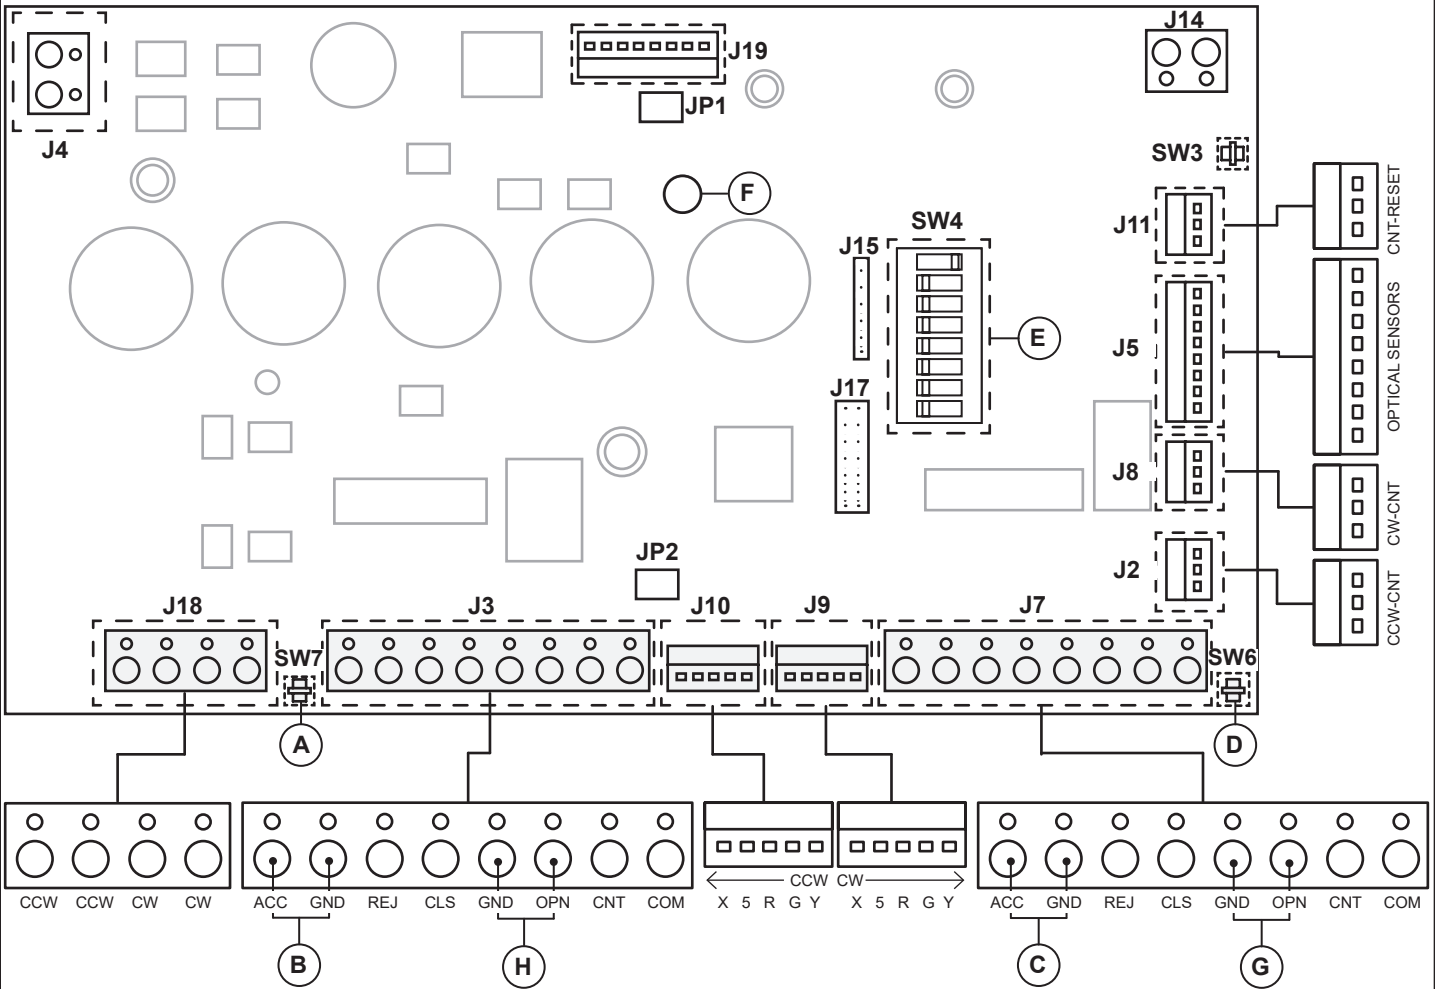 J14
J19
JP1
J4
SW3
F
CNT-RESET
SW4
J11
J15
E
J5
OPTICAL SENSORS
J17
J8
CW-CNT
JP2
J2
CCW-CNT
J18
J3
J10
J9
J7
SW7
SW6
A
D
CCW CW
CCW CCW CW CW
ACC GND REJ CLS GND OPN CNT COM
X 5 R G Y
X 5 R G Y
ACC GND REJ CLS GND OPN CNT COM
B
H
C
G